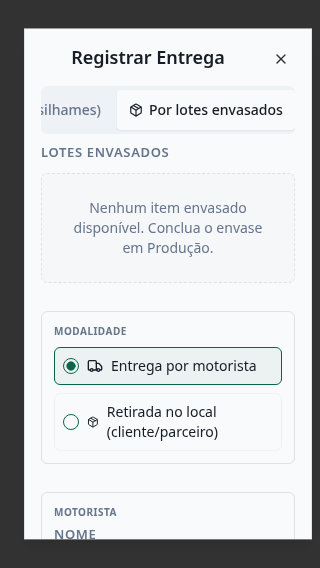 Registrar Entrega
silhames)
Por lotes envasados
LOTES ENVASADOS
Nenhum item envasado
disponível. Conclua o envase
em Produção.
MODALIDADE
Entrega por motorista
Retirada no local
(cliente/parceiro)
MOTORISTA
NOME